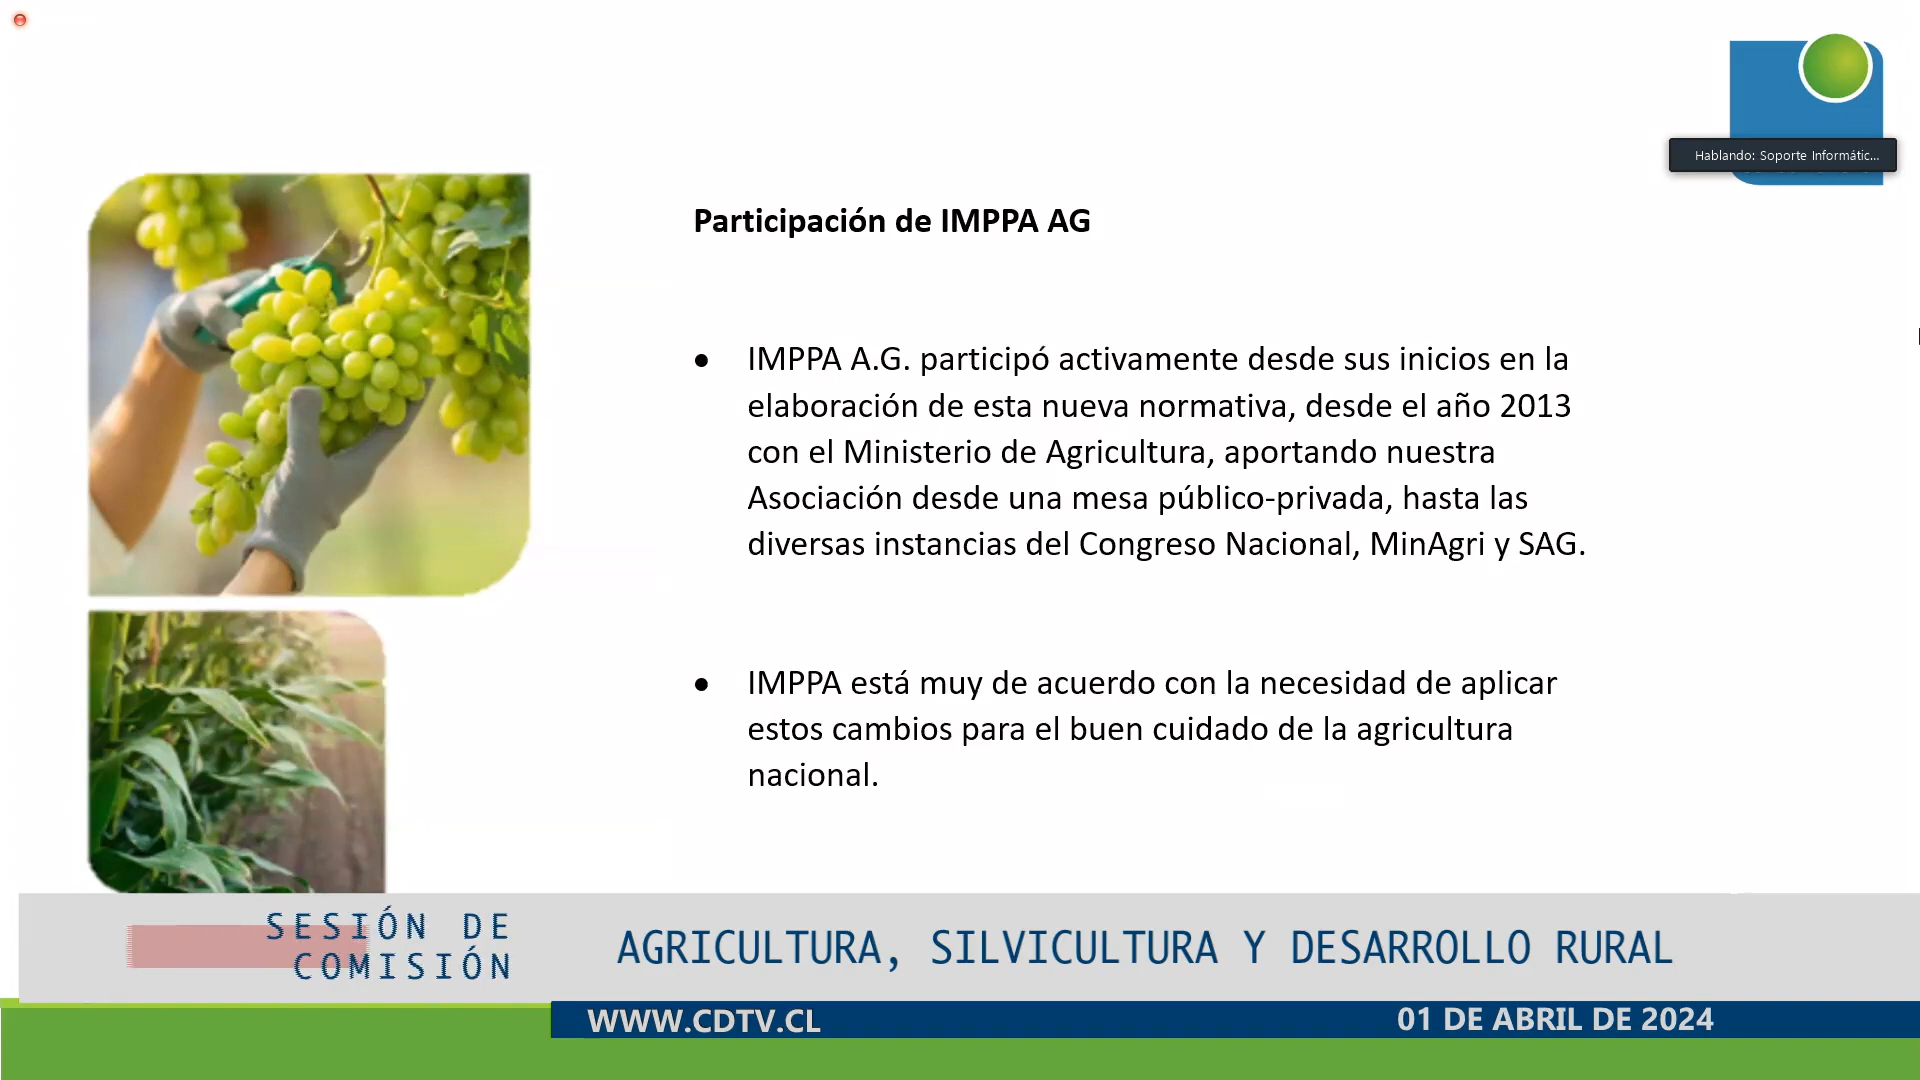 Hablando: Soporte Informátic...
Participación de IMPPA AG
• IMPPA A.G. participó activamente desde sus inicios en la
elaboración de esta nueva normativa, desde el año 2013
con el Ministerio de Agricultura, aportando nuestra
Asociación desde una mesa público-privada, hasta las
diversas instancias del Congreso Nacional, MinAgri y SAG.
• IMPPA está muy de acuerdo con la necesidad de aplicar
estos cambios para el buen cuidado de la agricultura
nacional.
SESIÓN DE
COMISIÓN
AGRICULTURA, SILVICULTURA Y DESARROLLO RURAL
WWW.CDTV.CL
01 DE ABRIL DE 2024